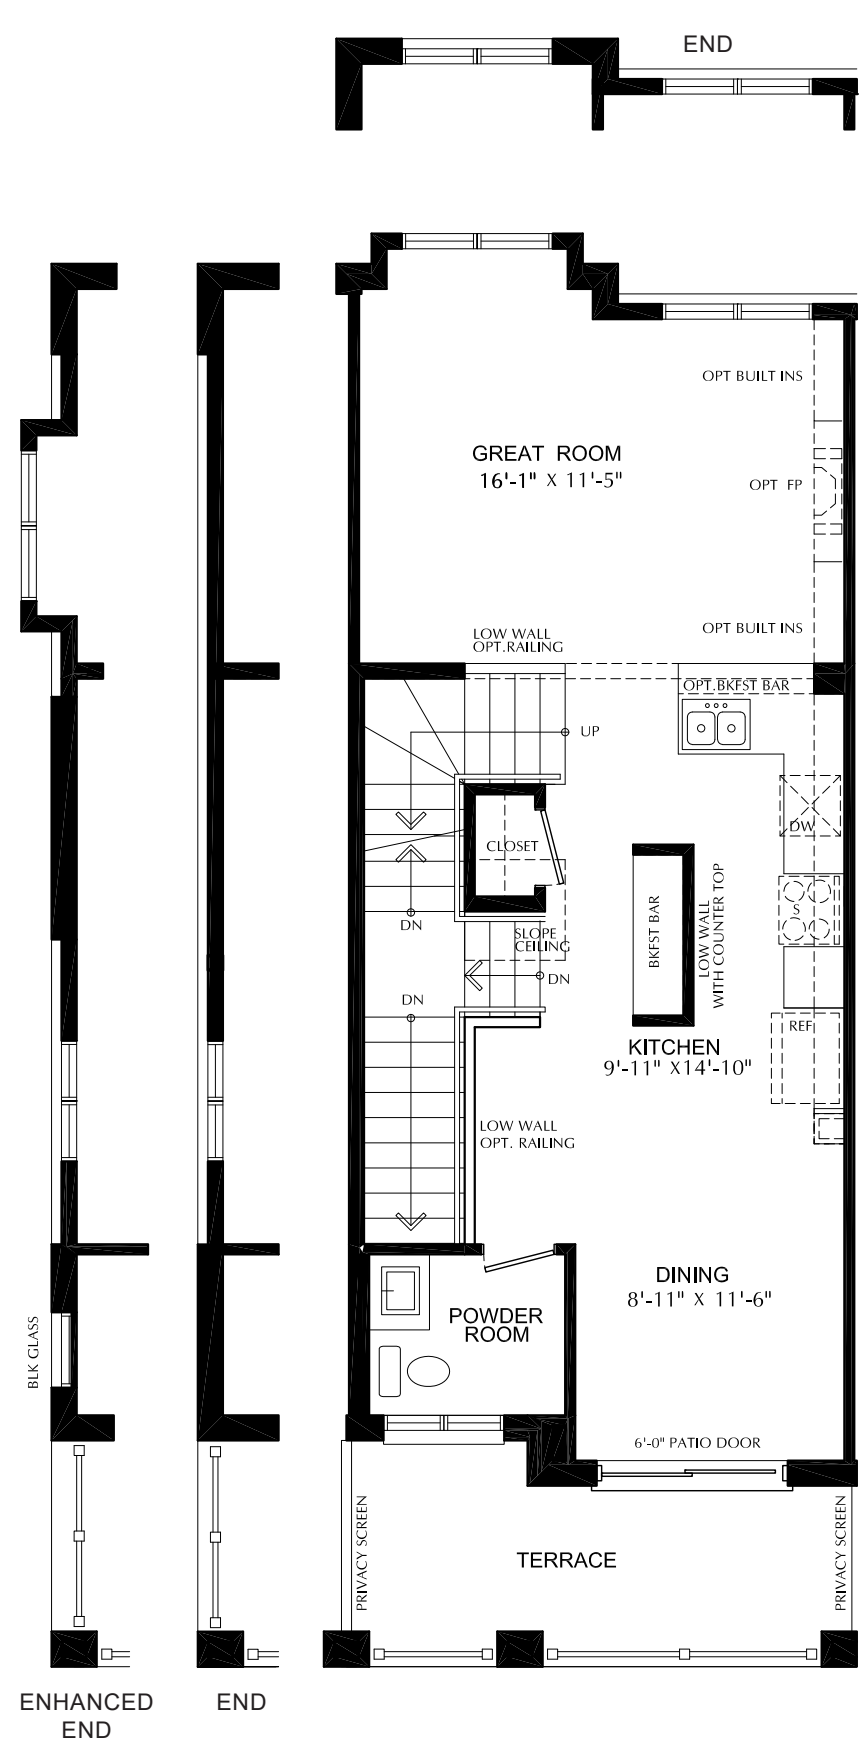 END
OPT BUILT INS
GREAT ROOM
16'-1" X 11'-5"
OPT FP
LOW WALL
OPT.RAILING
OPT BUILT INS
OPT.BKFST BAR
UP
DW
CLOSET
BKFST BAR
LOW WALL
WITH COUNTER TOP
S
DN
SLOPE
CEILING
DN
DN
REF
KITCHEN
9'-11" X14'-10"
LOW WALL
OPT. RAILING
DINING
8'-11" X 11'-6"
POWDER
ROOM
BLK GLASS
6'-0" PATIO DOOR
PRIVACY SCREEN
TERRACE
PRIVACY SCREEN
ENHANCED
END
END